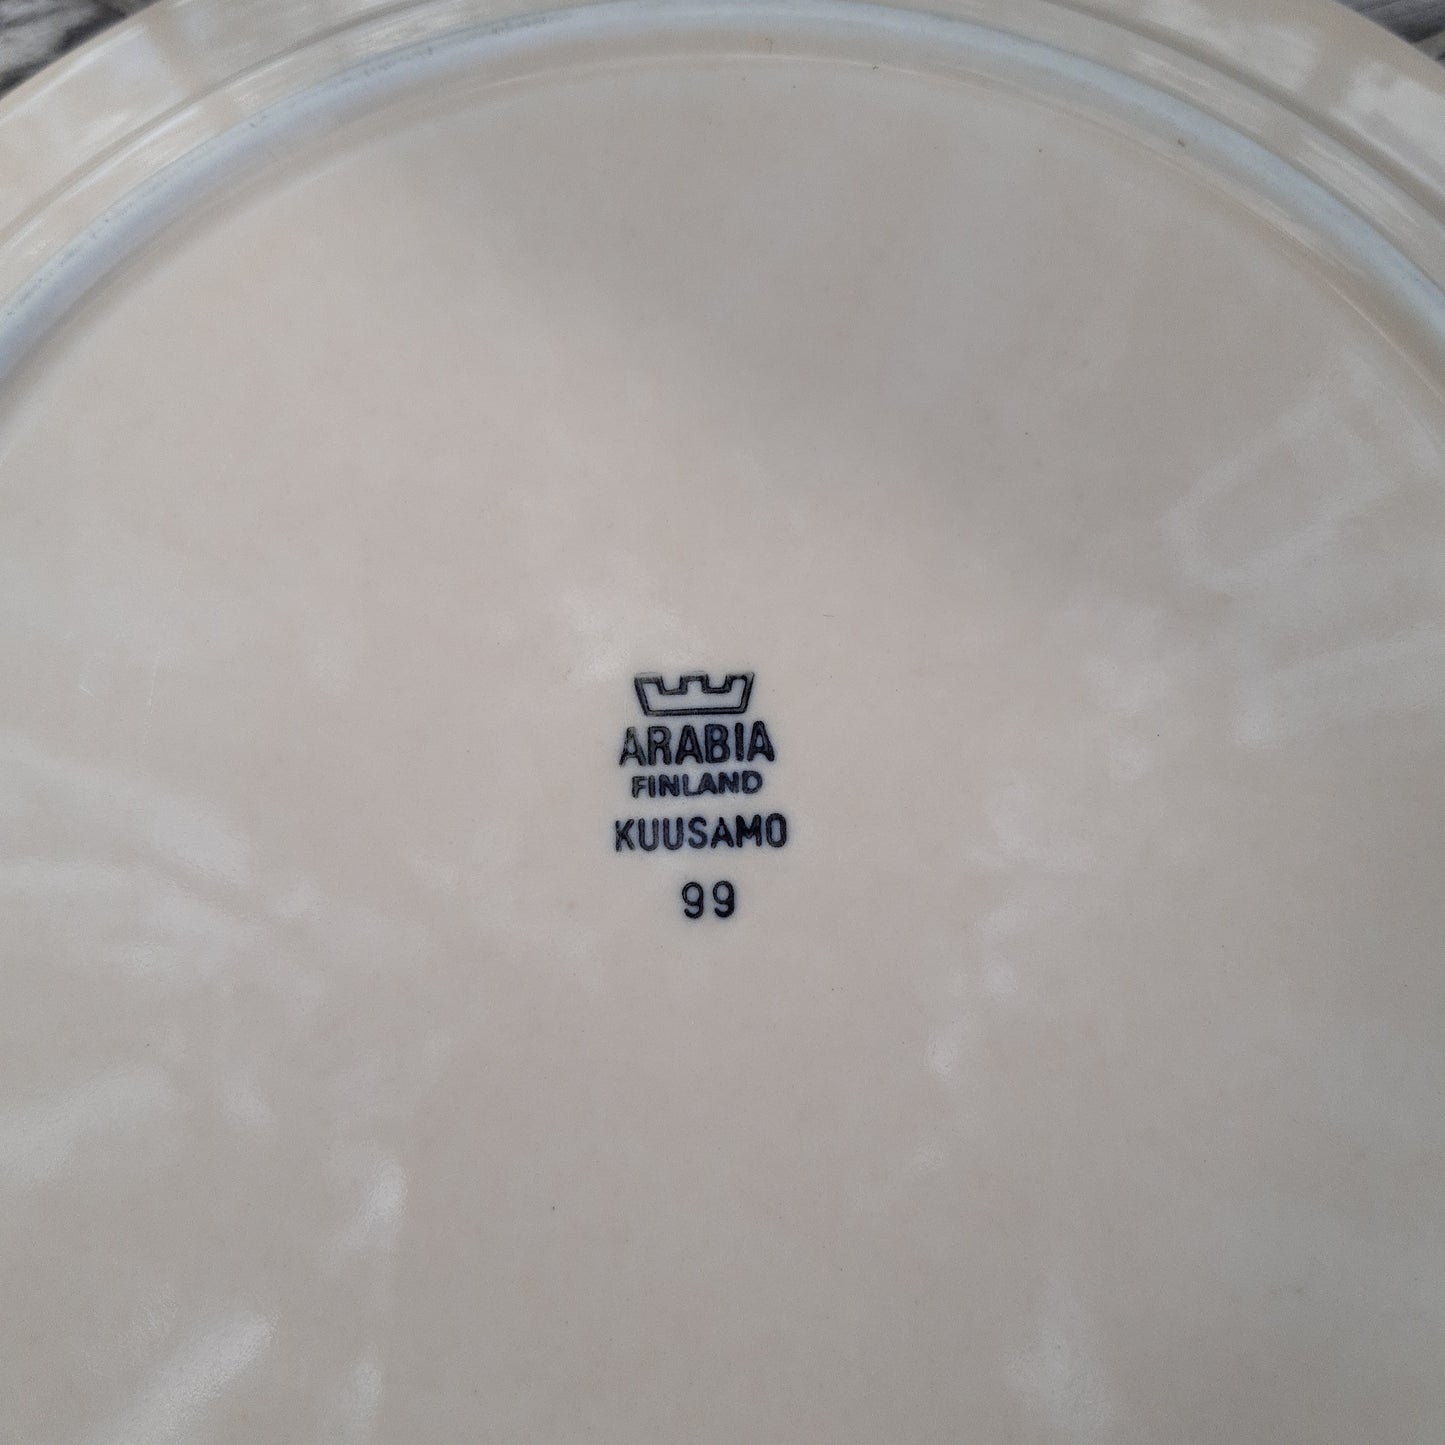 ARABIA
FINLAND
KUUSAMO
99